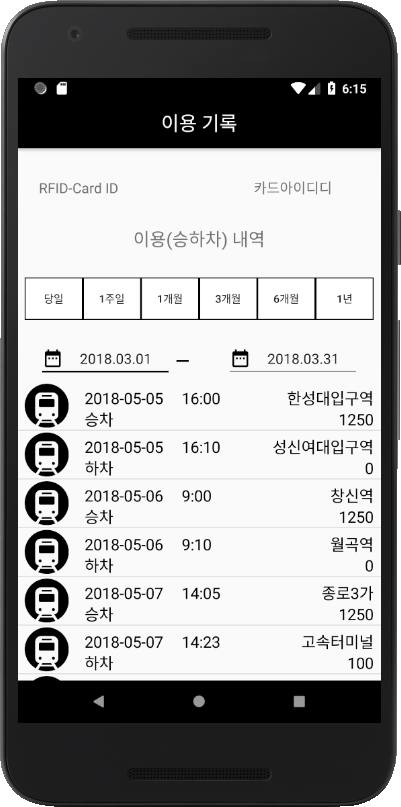 6:15
이용 기록
RFID-Card ID 카드아이디디
이용(승하차) 내역
당일 1주일 1개월 3개월 6개월 1년
2018.03.01 – 2018.03.31
2018-05-05 16:00 한성대입구역
승차 1250
2018-05-05 16:10 성신여대입구역
하차 0
2018-05-06 9:00 창신역
승차 1250
2018-05-06 9:10 월곡역
하차 0
2018-05-07 14:05 종로3가
승차 1250
2018-05-07 14:23 고속터미널
하차 100